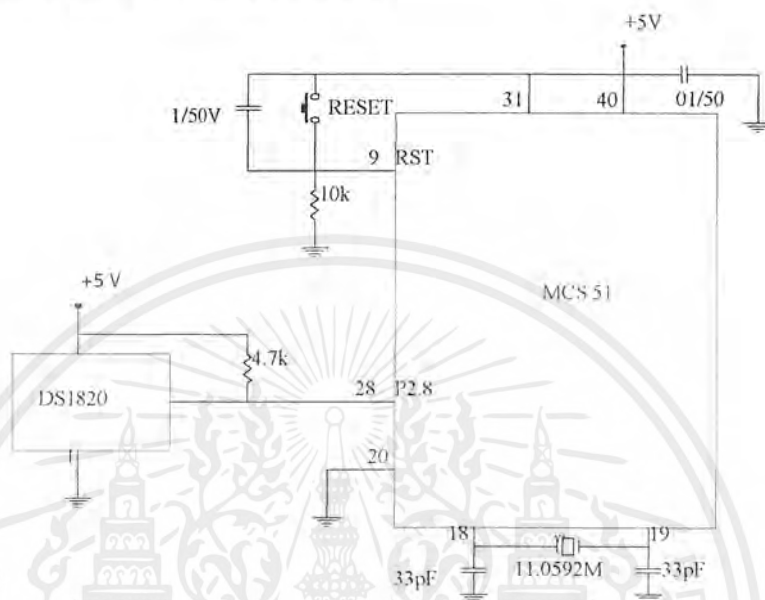 +5V
31
40
01/50
1/50V
RESET
9 RST
10k
MCS 51
+5 V
4.7k
DS1820
28 P2.8
20
18
19
33pF
11.0592M
33pF